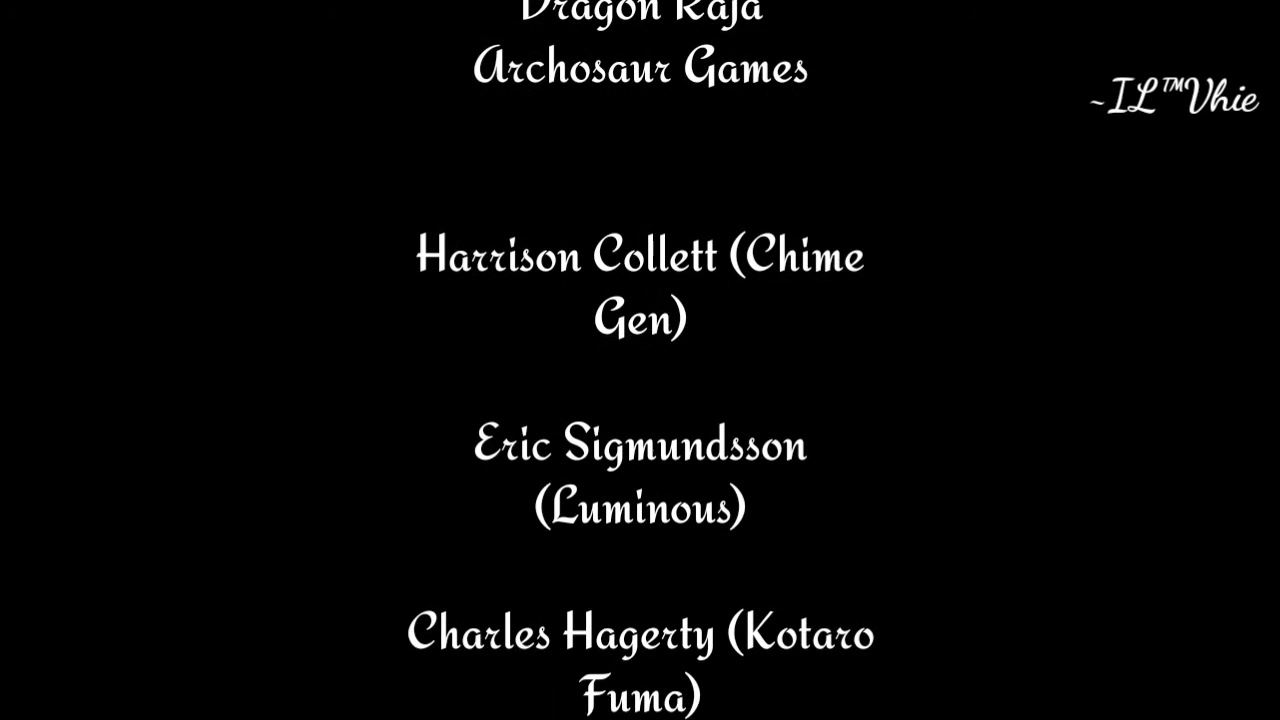 Dragon Raja
Archosaur Games
~IL™Vhie
Harrison Collett (Chime
Gen)
Eric Sigmundsson
(Luminous)
Charles Hagerty (Kotaro
Fuma)